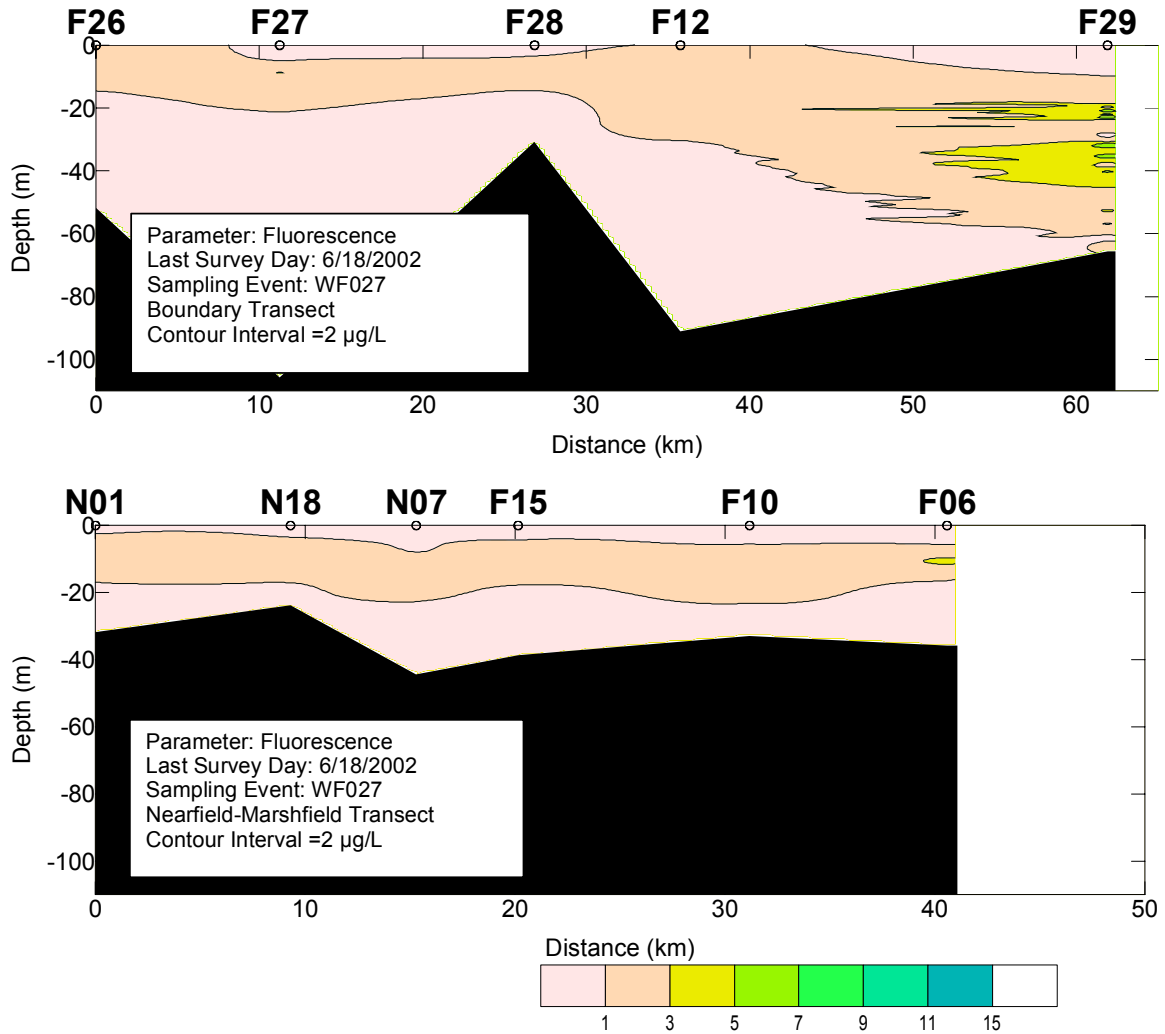 F26 F27 F28 F12 F29
0
-20
-40
-60
-80
-100
Depth (m)
Parameter: Fluorescence
Last Survey Day: 6/18/2002
Sampling Event: WF027
Boundary Transect
Contour Interval =2 µg/L
0 10 20 30 40 50 60
Distance (km)
N01 N18 N07 F15 F10 F06
0
-20
-40
-60
-80
-100
Depth (m)
Parameter: Fluorescence
Last Survey Day: 6/18/2002
Sampling Event: WF027
Nearfield-Marshfield Transect
Contour Interval =2 µg/L
0 10 20 30 40 50
Distance (km)
1 3 5 7 9 11 15